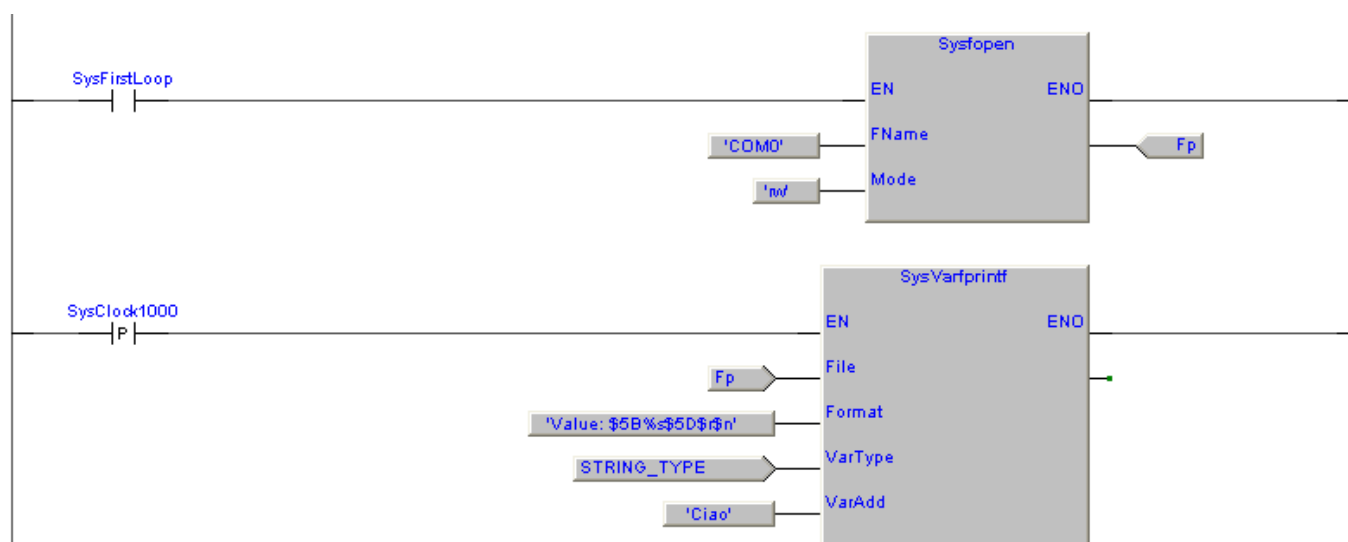 Sysfopen
SysFirstLoop
EN ENO
'COM0' FName Fp
'rw' Mode
SysVarfprintf
SysClock1000
P EN ENO
Fp File
'Value: $5B%s$5D$r$n' Format
STRING_TYPE VarType
'Ciao' VarAdd